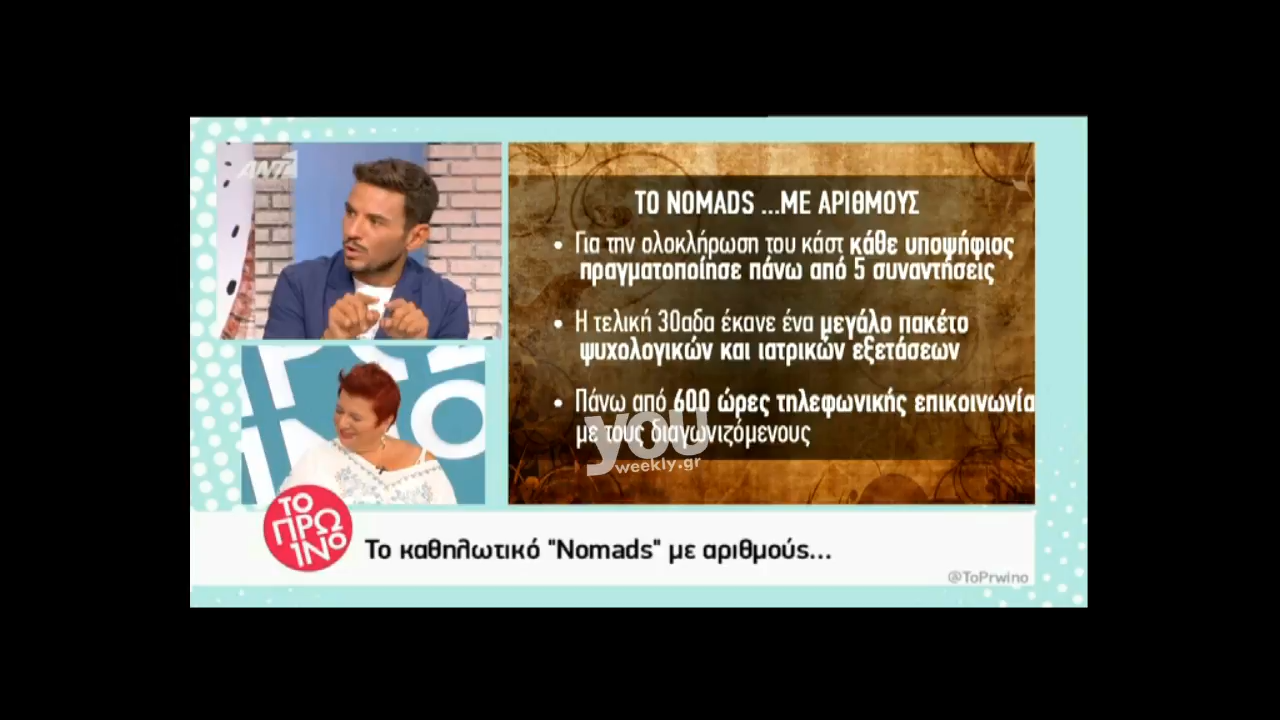 ANT1
ΤΟ NOMADS ...ΜΕ ΑΡΙΘΜΟΥΣ
• Για την ολοκλήρωση του κάστ κάθε υποψήφιος
πραγματοποίησε πάνω από 5 συναντήσεις
• Η τελική 30αδα έκανε ένα μεγάλο πακέτο
ψυχολογικών και ιατρικών εξετάσεων
• Πάνω από 600 ώρες τηλεφωνικής επικοινωνία
με τους διαγωνιζόμενους
you
weekly.gr
ΤΟ
ΠΡΩ
ΙΝΟ
Το καθηλωτικό "Nomads" με αριθμούς...
@ToPrwino